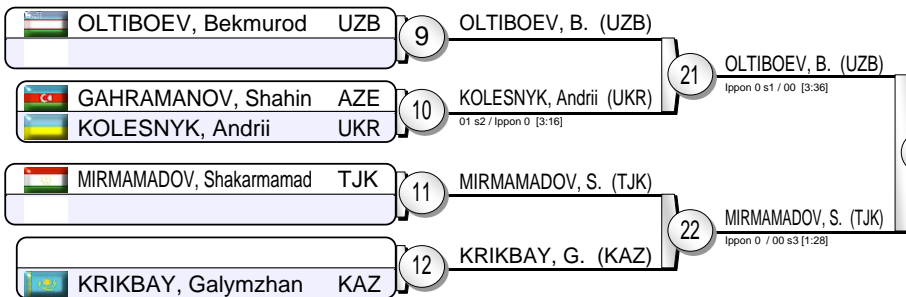 OLTIBOEV, Bekmurod UZB
9
OLTIBOEV, B. (UZB)
GAHRAMANOV, Shahin AZE
KOLESNYK, Andrii UKR
10
KOLESNYK, Andrii (UKR)
01 s2 / Ippon 0 [3:16]
21
OLTIBOEV, B. (UZB)
Ippon 0 s1 / 00 [3:36]
MIRMAMADOV, Shakarmamad TJK
11
MIRMAMADOV, S. (TJK)
KRIKBAY, Galymzhan KAZ
12
KRIKBAY, G. (KAZ)
22
MIRMAMADOV, S. (TJK)
Ippon 0 / 00 s3 [1:28]